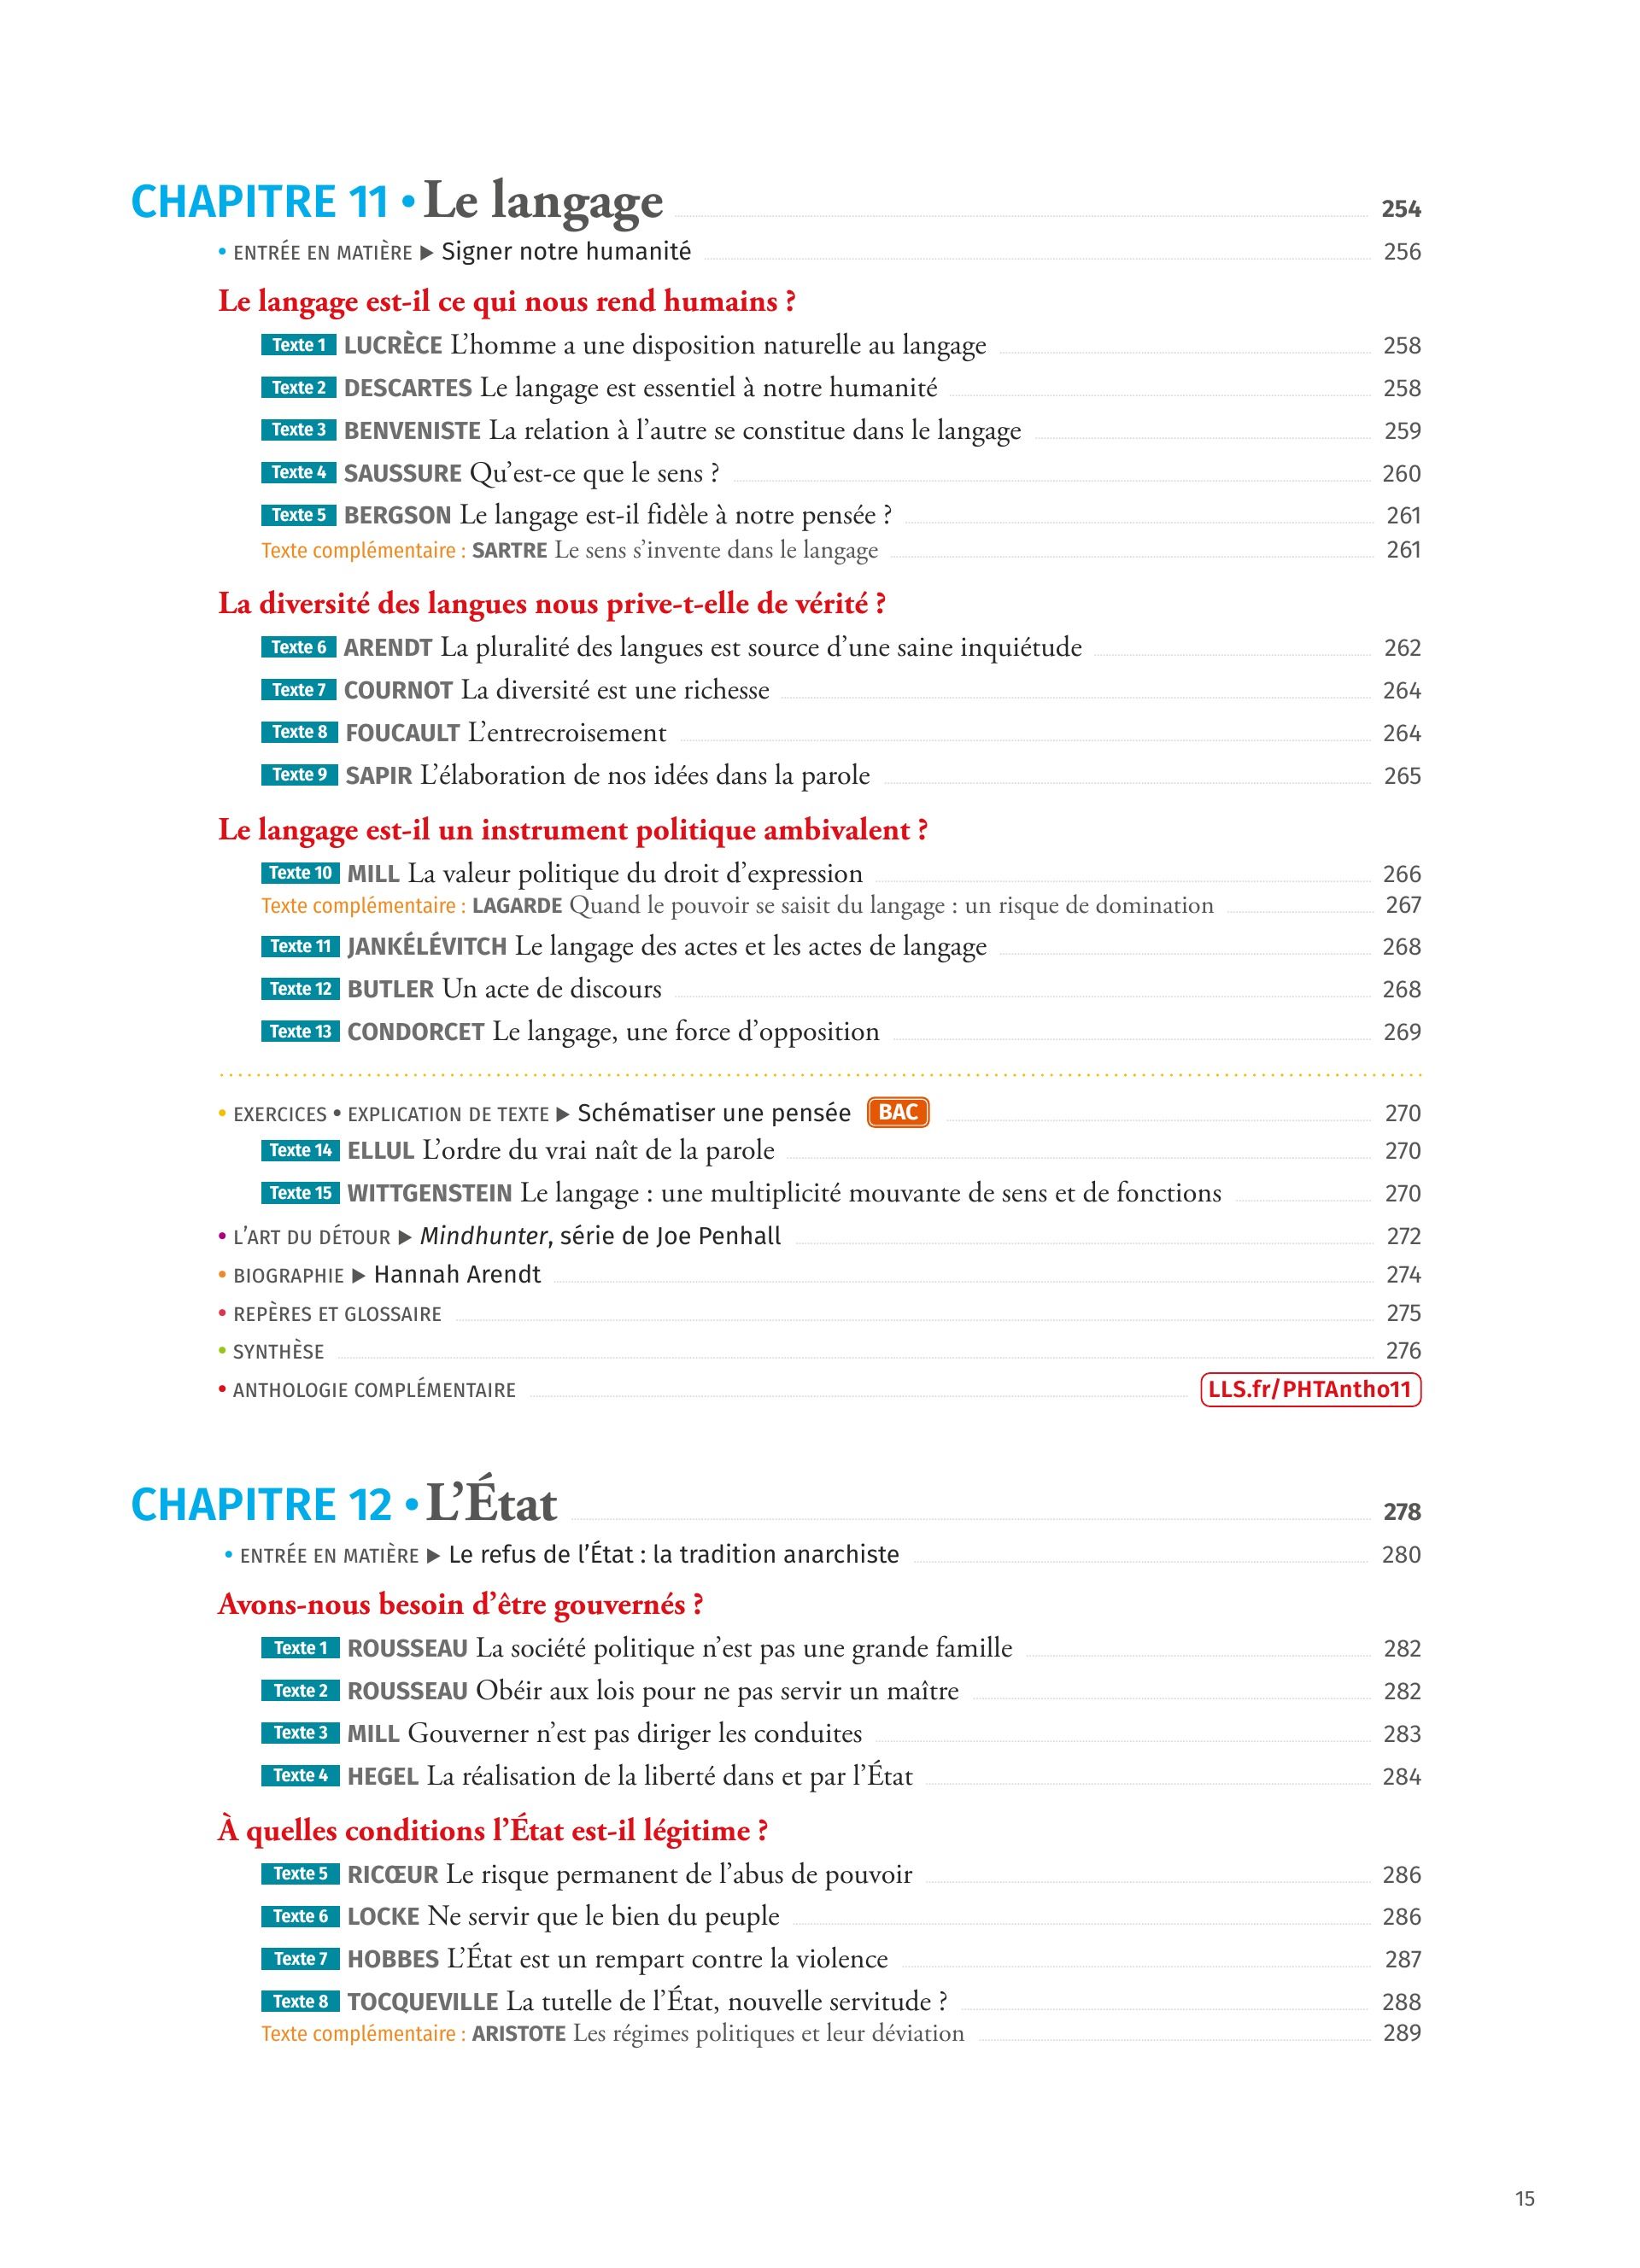 CHAPITRE 11 • Le langage 254
• ENTRÉE EN MATIÈRE ▶ Signer notre humanité 256
Le langage est-il ce qui nous rend humains ?
Texte 1 LUCRÈCE L’homme a une disposition naturelle au langage 258
Texte 2 DESCARTES Le langage est essentiel à notre humanité 258
Texte 3 BENVENISTE La relation à l’autre se constitue dans le langage 259
Texte 4 SAUSSURE Qu’est-ce que le sens ? 260
Texte 5 BERGSON Le langage est-il fidèle à notre pensée ? 261
Texte complémentaire : SARTRE Le sens s’invente dans le langage 261
La diversité des langues nous prive-t-elle de vérité ?
Texte 6 ARENDT La pluralité des langues est source d’une saine inquiétude 262
Texte 7 COURNOT La diversité est une richesse 264
Texte 8 FOUCAULT L’entrecroisement 264
Texte 9 SAPIR L’élaboration de nos idées dans la parole 265
Le langage est-il un instrument politique ambivalent ?
Texte 10 MILL La valeur politique du droit d’expression 266
Texte complémentaire : LAGARDE Quand le pouvoir se saisit du langage : un risque de domination 267
Texte 11 JANKÉLÉVITCH Le langage des actes et les actes de langage 268
Texte 12 BUTLER Un acte de discours 268
Texte 13 CONDORCET Le langage, une force d’opposition 269
• EXERCICES • EXPLICATION DE TEXTE ▶ Schématiser une pensée BAC 270
Texte 14 ELLUL L’ordre du vrai naît de la parole 270
Texte 15 WITTGENSTEIN Le langage : une multiplicité mouvante de sens et de fonctions 270
• L’ART DU DÉTOUR ▶ Mindhunter, série de Joe Penhall 272
• BIOGRAPHIE ▶ Hannah Arendt 274
• REPÈRES ET GLOSSAIRE 275
• SYNTHÈSE 276
• ANTHOLOGIE COMPLÉMENTAIRE LLS.fr/PHTAntho11
CHAPITRE 12 • L’État 278
• ENTRÉE EN MATIÈRE ▶ Le refus de l’État : la tradition anarchiste 280
Avons-nous besoin d’être gouvernés ?
Texte 1 ROUSSEAU La société politique n’est pas une grande famille 282
Texte 2 ROUSSEAU Obéir aux lois pour ne pas servir un maître 282
Texte 3 MILL Gouverner n’est pas diriger les conduites 283
Texte 4 HEGEL La réalisation de la liberté dans et par l’État 284
À quelles conditions l’État est-il légitime ?
Texte 5 RICŒUR Le risque permanent de l’abus de pouvoir 286
Texte 6 LOCKE Ne servir que le bien du peuple 286
Texte 7 HOBBES L’État est un rempart contre la violence 287
Texte 8 TOCQUEVILLE La tutelle de l’État, nouvelle servitude ? 288
Texte complémentaire : ARISTOTE Les régimes politiques et leur déviation 289
15